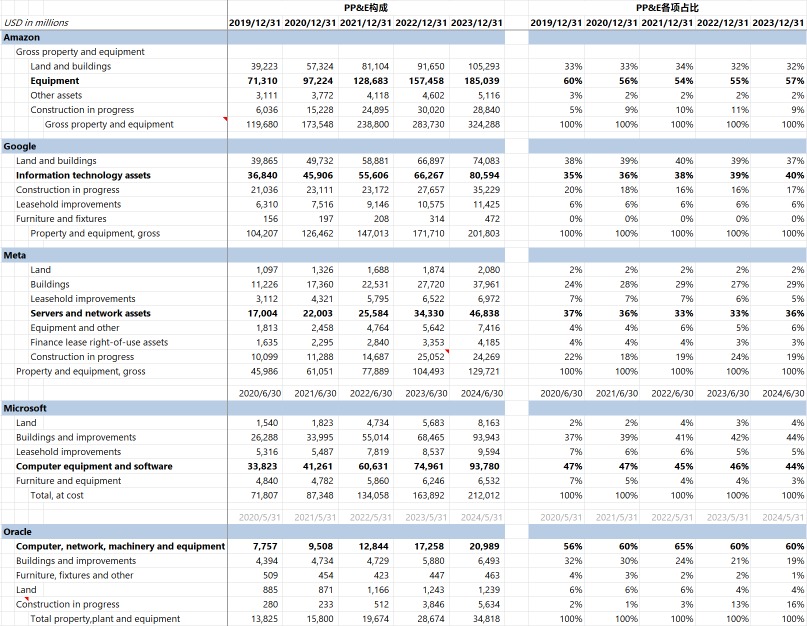 PP&E构成 PP&E各项占比
USD in millions 2019/12/31 2020/12/31 2021/12/31 2022/12/31 2023/12/31 2019/12/31 2020/12/31 2021/12/31 2022/12/31 2023/12/31
Amazon
Gross property and equipment
Land and buildings 39,223 57,324 81,104 91,650 105,293 33% 33% 34% 32% 32%
Equipment 71,310 97,224 128,683 157,458 185,039 60% 56% 54% 55% 57%
Other assets 3,111 3,772 4,118 4,602 5,116 3% 2% 2% 2% 2%
Construction in progress 6,036 15,228 24,895 30,020 28,840 5% 9% 10% 11% 9%
Gross property and equipment 119,680 173,548 238,800 283,730 324,288 100% 100% 100% 100% 100%
Google
Land and buildings 39,865 49,732 58,881 66,897 74,083 38% 39% 40% 39% 37%
Information technology assets 36,840 45,906 55,606 66,267 80,594 35% 36% 38% 39% 40%
Construction in progress 21,036 23,111 23,172 27,657 35,229 20% 18% 16% 16% 17%
Leasehold improvements 6,310 7,516 9,146 10,575 11,425 6% 6% 6% 6% 6%
Furniture and fixtures 156 197 208 314 472 0% 0% 0% 0% 0%
Property and equipment, gross 104,207 126,462 147,013 171,710 201,803 100% 100% 100% 100% 100%
Meta
Land 1,097 1,326 1,688 1,874 2,080 2% 2% 2% 2% 2%
Buildings 11,226 17,360 22,531 27,720 37,961 24% 28% 29% 27% 29%
Leasehold improvements 3,112 4,321 5,795 6,522 6,972 7% 7% 7% 6% 5%
Servers and network assets 17,004 22,003 25,584 34,330 46,838 37% 36% 33% 33% 36%
Equipment and other 1,813 2,458 4,764 5,642 7,416 4% 4% 6% 5% 6%
Finance lease right-of-use assets 1,635 2,295 2,840 3,353 4,185 4% 4% 4% 3% 3%
Construction in progress 10,099 11,288 14,687 25,052 24,269 22% 18% 19% 24% 19%
Property and equipment, gross 45,986 61,051 77,889 104,493 129,721 100% 100% 100% 100% 100%
2020/6/30 2021/6/30 2022/6/30 2023/6/30 2024/6/30 2020/6/30 2021/6/30 2022/6/30 2023/6/30 2024/6/30
Microsoft
Land 1,540 1,823 4,734 5,683 8,163 2% 2% 4% 3% 4%
Buildings and improvements 26,288 33,995 55,014 68,465 93,943 37% 39% 41% 42% 44%
Leasehold improvements 5,316 5,487 7,819 8,537 9,594 7% 6% 6% 5% 5%
Computer equipment and software 33,823 41,261 60,631 74,961 93,780 47% 47% 45% 46% 44%
Furniture and equipment 4,840 4,782 5,860 6,246 6,532 7% 5% 4% 4% 3%
Total, at cost 71,807 87,348 134,058 163,892 212,012 100% 100% 100% 100% 100%
2020/5/31 2021/5/31 2022/5/31 2023/5/31 2024/5/31 2020/5/31 2021/5/31 2022/5/31 2023/5/31 2024/5/31
Oracle
Computer, network, machinery and equipment 7,757 9,508 12,844 17,258 20,989 56% 60% 65% 60% 60%
Buildings and improvements 4,394 4,734 4,729 5,880 6,493 32% 30% 24% 21% 19%
Furniture, fixtures and other 509 454 423 447 463 4% 3% 2% 2% 1%
Land 885 871 1,166 1,243 1,239 6% 6% 6% 4% 4%
Construction in progress 280 233 512 3,846 5,634 2% 1% 3% 13% 16%
Total property,plant and equipment 13,825 15,800 19,674 28,674 34,818 100% 100% 100% 100% 100%